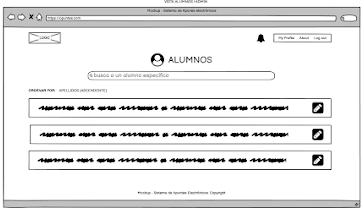 VISTA ALUMNOS (ADMIN)
Mockup - Sistema de Apuntes electrónicos
https://apuntes.com
LOGO
My Profile About Log out
ALUMNOS
Busca a un alumno específico
ORDENAR POR: APELLIDOS (ASCENDENTE)
Mockup - Sistema de Apuntes Electrónicos Copyright